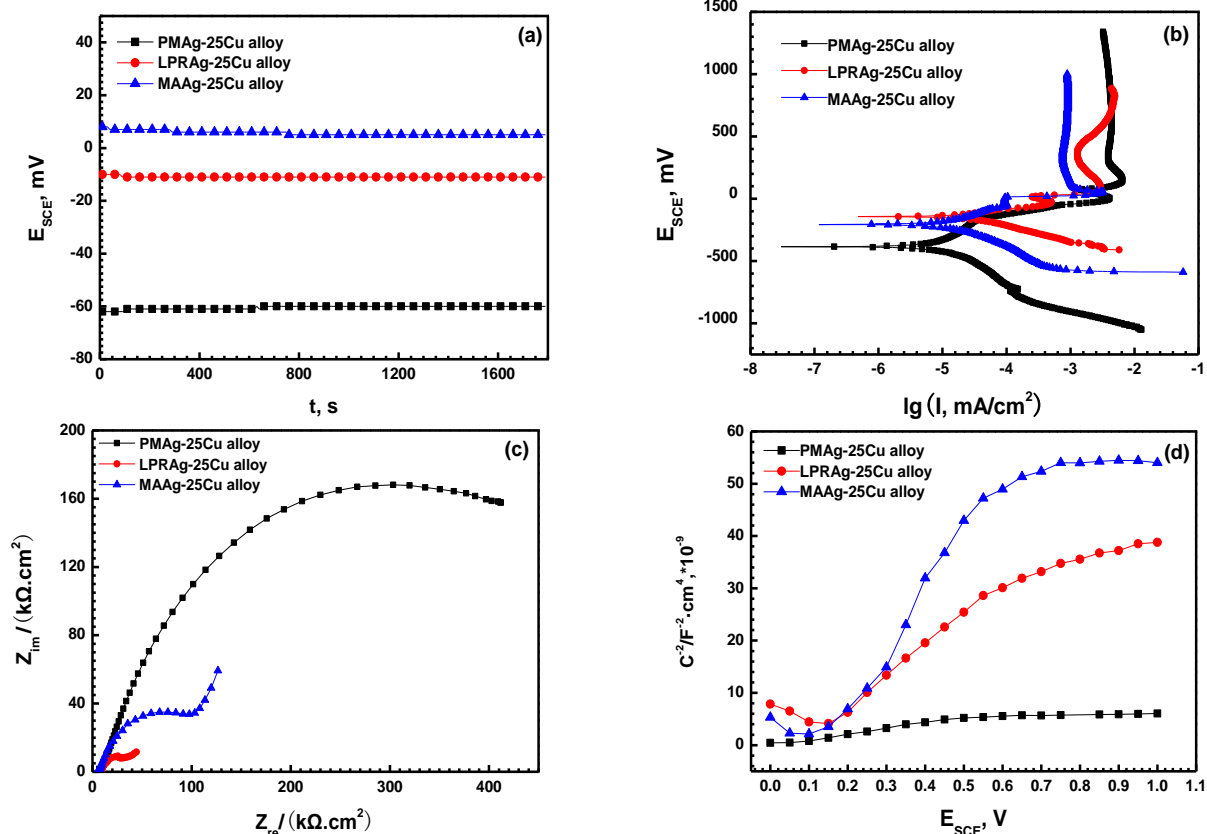 (a)
PMAg-25Cu alloy
LPRAg-25Cu alloy
MAAg-25Cu alloy
40
20
0
-20
-40
-60
-80
E_SCE, mV
0 400 800 1200 1600
t, s
(b)
PMAg-25Cu alloy
LPRAg-25Cu alloy
MAAg-25Cu alloy
1500
1000
500
0
-500
-1000
E_SCE, mV
-8 -7 -6 -5 -4 -3 -2 -1
lg (I, mA/cm²)
(c)
PMAg-25Cu alloy
LPRAg-25Cu alloy
MAAg-25Cu alloy
200
160
120
80
40
0
Z_im/(kΩ.cm²)
0 100 200 300 400
Z_re/(kΩ.cm²)
(d)
PMAg-25Cu alloy
LPRAg-25Cu alloy
MAAg-25Cu alloy
60
50
40
30
20
10
0
C⁻²/F⁻²·cm⁴,*10⁻⁹
0.0 0.1 0.2 0.3 0.4 0.5 0.6 0.7 0.8 0.9 1.0 1.1
E_SCE, V